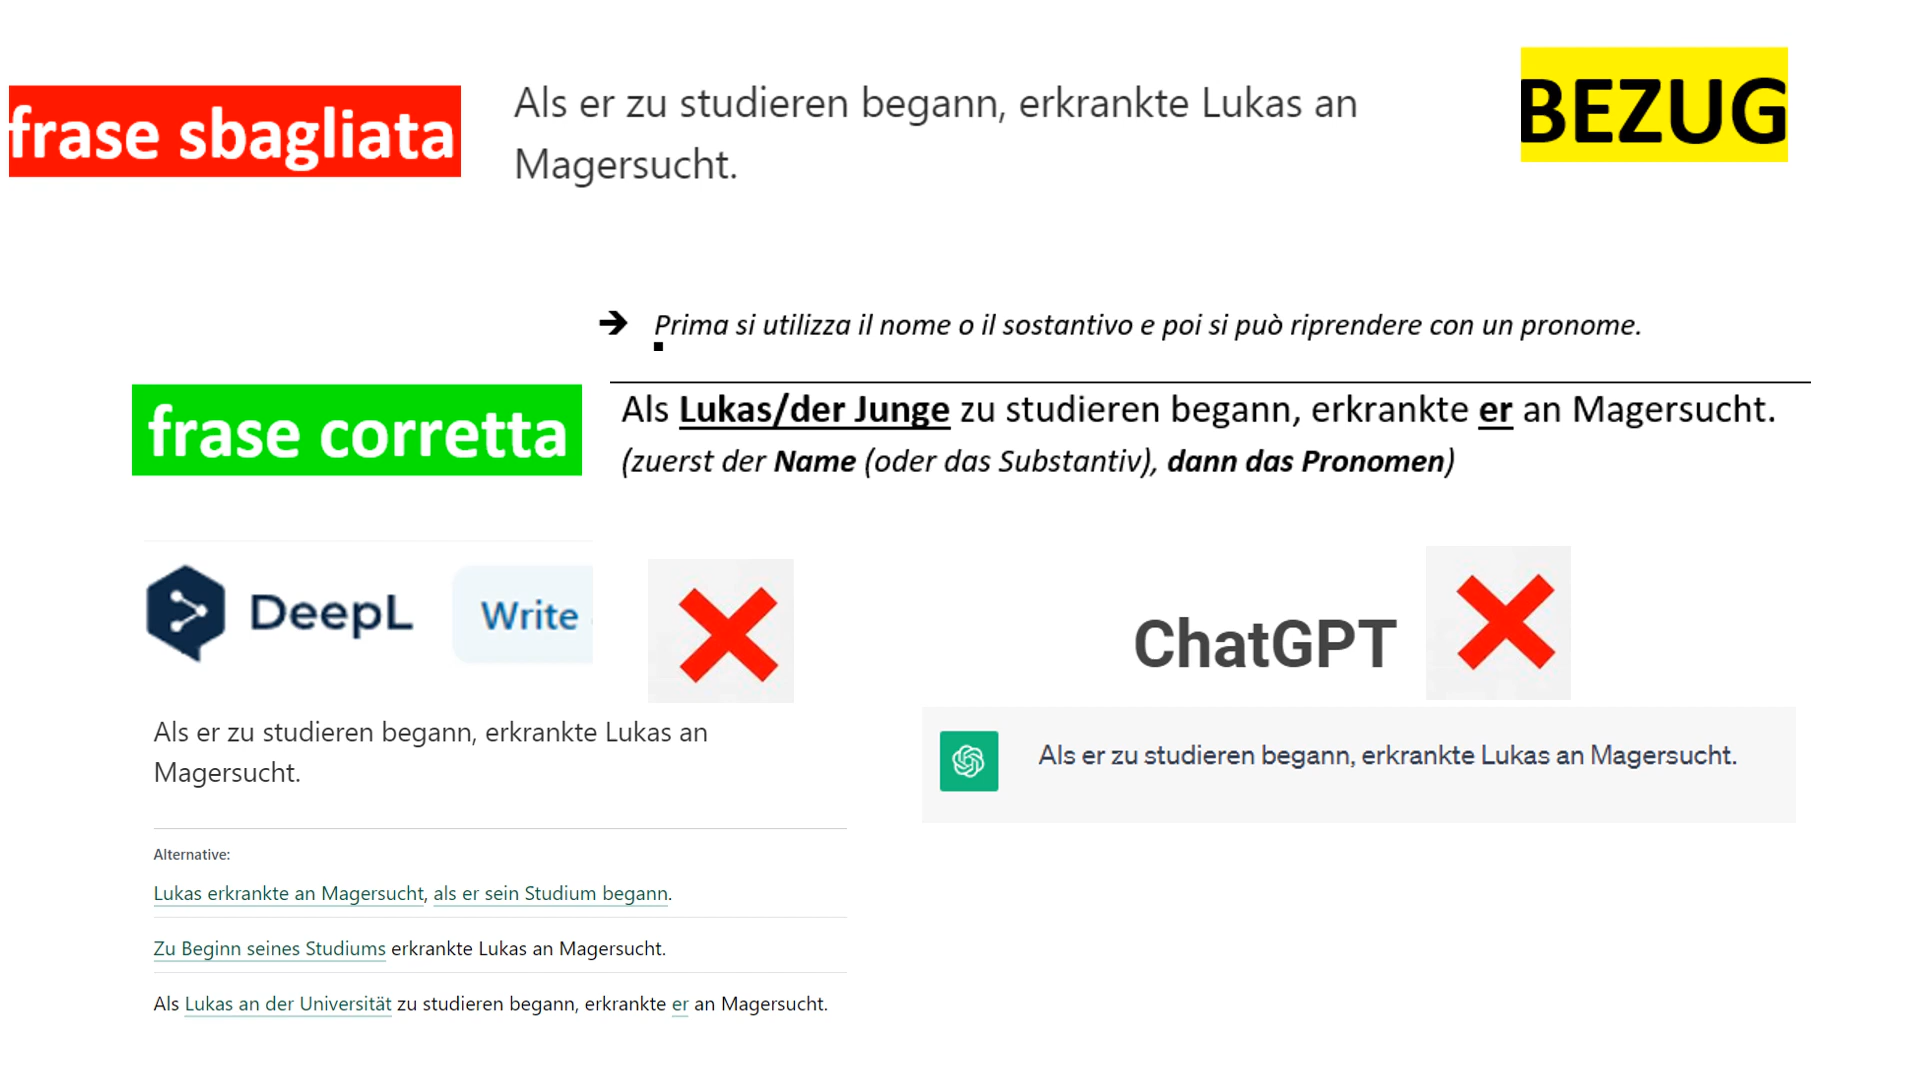 frase sbagliata
Als er zu studieren begann, erkrankte Lukas an
Magersucht.
BEZUG
➔ Prima si utilizza il nome o il sostantivo e poi si può riprendere con un pronome.
frase corretta
Als Lukas/der Junge zu studieren begann, erkrankte er an Magersucht.
(zuerst der Name (oder das Substantiv), dann das Pronomen)
DeepL Write
Als er zu studieren begann, erkrankte Lukas an
Magersucht.
Alternative:
Lukas erkrankte an Magersucht, als er sein Studium begann.
Zu Beginn seines Studiums erkrankte Lukas an Magersucht.
Als Lukas an der Universität zu studieren begann, erkrankte er an Magersucht.
ChatGPT
Als er zu studieren begann, erkrankte Lukas an Magersucht.